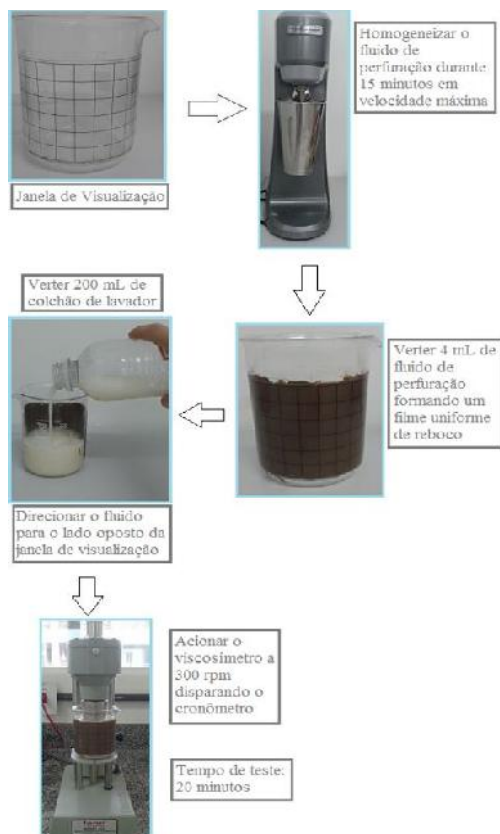 Janela de Visualização
Homogeneizar o
fluido de
perfuração durante
15 minutos em
velocidade máxima
Verter 4 mL de
fluido de
perfuração
formando um
filme uniforme
de reboco
Verter 200 mL de
colchão de lavador
Direcionar o fluido
para o lado oposto da
janela de visualização
Acionar o
viscosímetro a
300 rpm
disparando o
cronômetro
Tempo de teste:
20 minutos